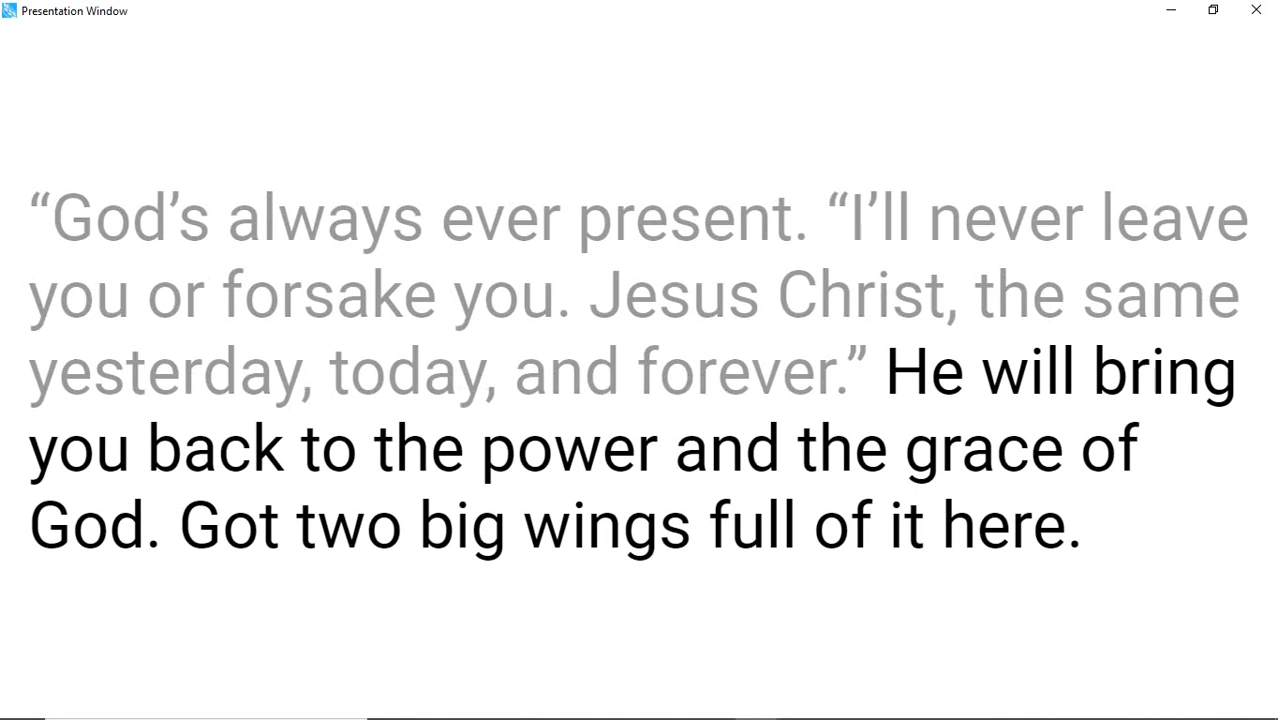 Presentation Window
“God’s always ever present. “I’ll never leave
you or forsake you. Jesus Christ, the same
yesterday, today, and forever.” He will bring
you back to the power and the grace of
God. Got two big wings full of it here.